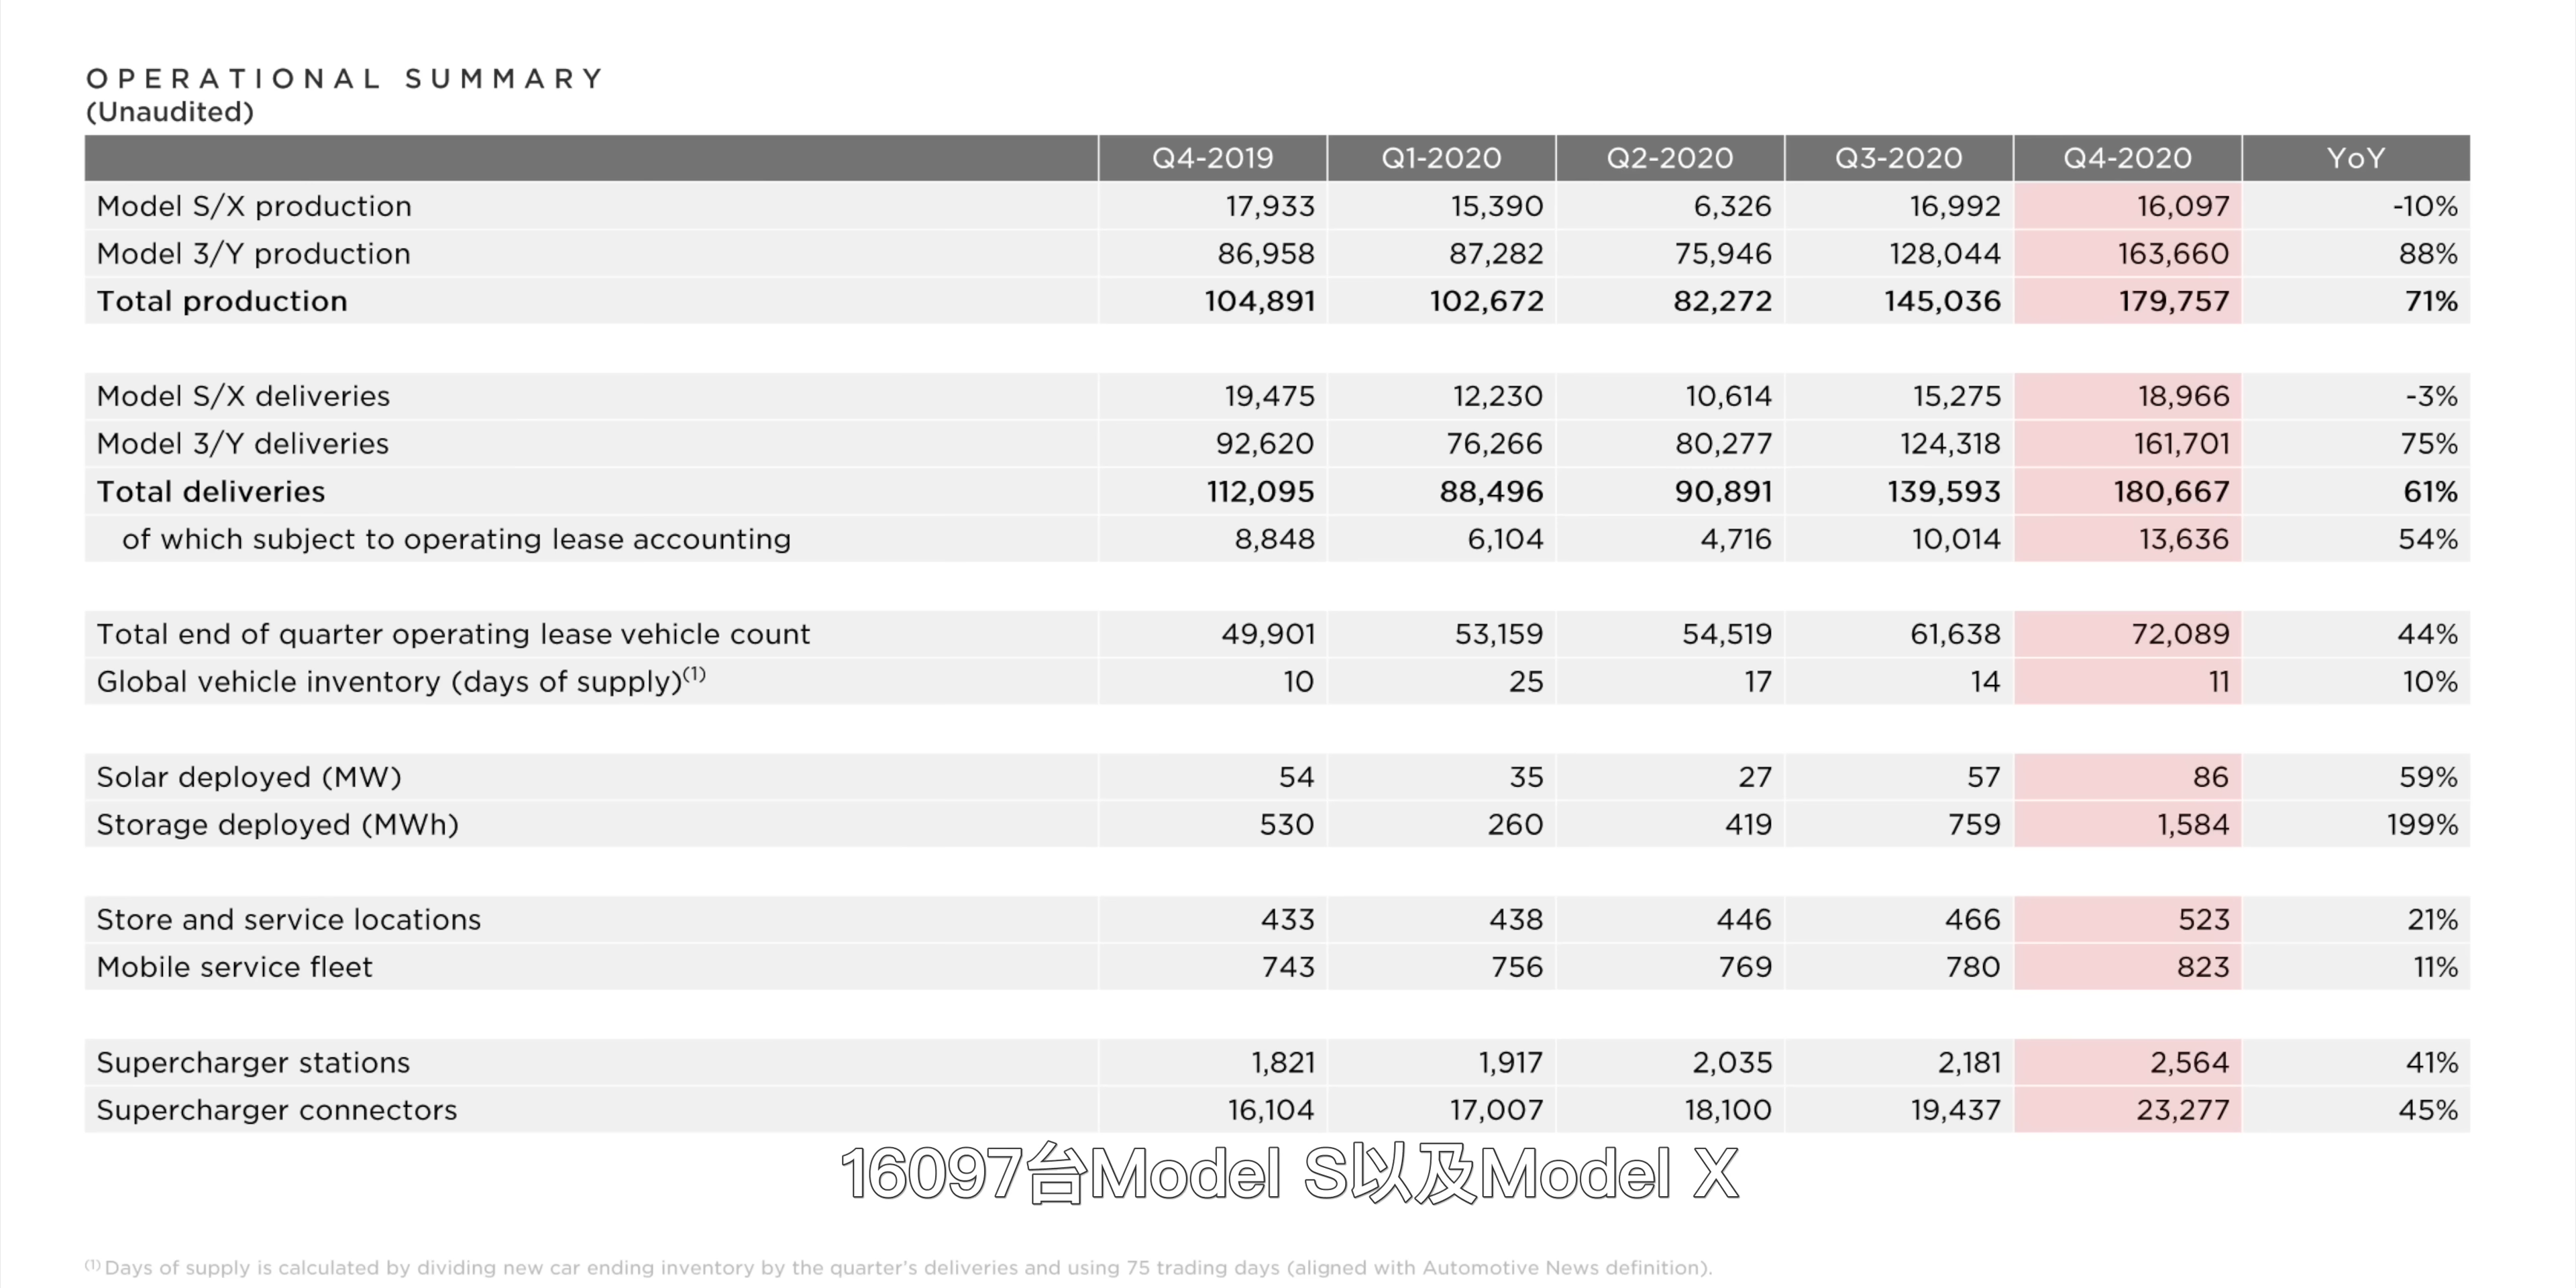 OPERATIONAL SUMMARY
(Unaudited)
Q4-2019 Q1-2020 Q2-2020 Q3-2020 Q4-2020 YoY
Model S/X production 17,933 15,390 6,326 16,992 16,097 -10%
Model 3/Y production 86,958 87,282 75,946 128,044 163,660 88%
Total production 104,891 102,672 82,272 145,036 179,757 71%
Model S/X deliveries 19,475 12,230 10,614 15,275 18,966 -3%
Model 3/Y deliveries 92,620 76,266 80,277 124,318 161,701 75%
Total deliveries 112,095 88,496 90,891 139,593 180,667 61%
of which subject to operating lease accounting 8,848 6,104 4,716 10,014 13,636 54%
Total end of quarter operating lease vehicle count 49,901 53,159 54,519 61,638 72,089 44%
Global vehicle inventory (days of supply)(1) 10 25 17 14 11 10%
Solar deployed (MW) 54 35 27 57 86 59%
Storage deployed (MWh) 530 260 419 759 1,584 199%
Store and service locations 433 438 446 466 523 21%
Mobile service fleet 743 756 769 780 823 11%
Supercharger stations 1,821 1,917 2,035 2,181 2,564 41%
Supercharger connectors 16,104 17,007 18,100 19,437 23,277 45%
16097台Model S以及Model X
(1) Days of supply is calculated by dividing new car ending inventory by the quarter's deliveries and using 75 trading days (aligned with Automotive News definition).